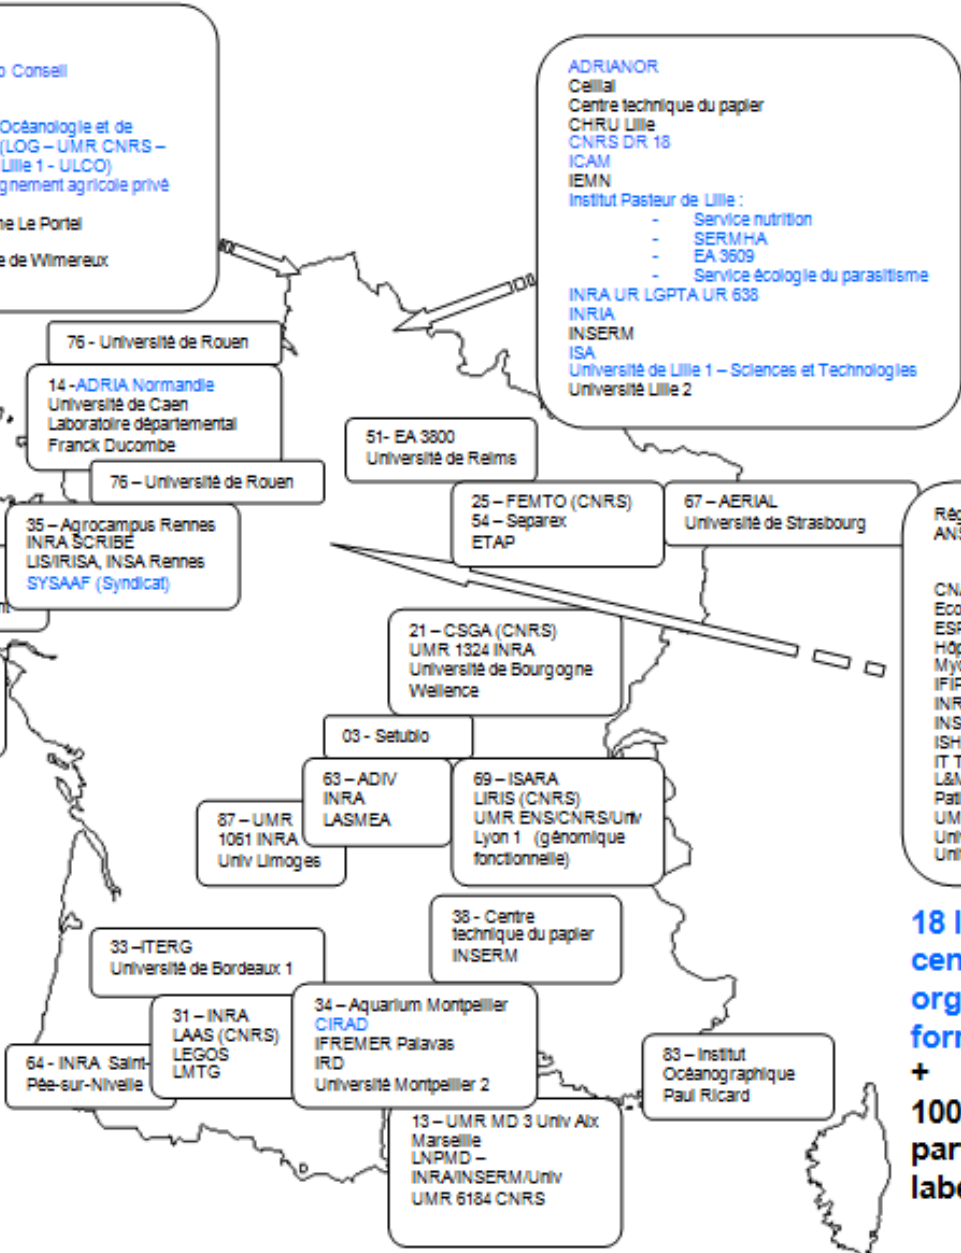 Conseil
Océanologie et de
(LOG – UMR CNRS –
Lille 1 - ULCO)
agricole privé
Le Portel
de Wimereux
ADRIANOR
Cellial
Centre technique du papier
CHRU Lille
CNRS DR 18
ICAM
IEMN
Institut Pasteur de Lille :
- Service nutrition
- SERMHA
- EA 3609
- Service écologie du parasitisme
INRA UR LGPTA UR 638
INRIA
INSERM
ISA
Université de Lille 1 – Sciences et Technologies
Université Lille 2
76 - Université de Rouen
14 -ADRIA Normandie
Université de Caen
Laboratoire départemental
Franck Ducombe
76 – Université de Rouen
51- EA 3800
Université de Reims
25 – FEMTO (CNRS)
54 – Separex
ETAP
67 – AERIAL
Université de Strasbourg
35 – Agrocampus Rennes
INRA SCRIBE
LIS/IRISA, INSA Rennes
SYSAAF (Syndicat)
21 – CSGA (CNRS)
UMR 1324 INRA
Université de Bourgogne
Wellence
03 - Setubio
63 – ADIV
INRA
LASMEA
69 – ISARA
LIRIS (CNRS)
UMR ENS/CNRS/Univ
Lyon 1 (génomique
fonctionnelle)
87 – UMR
1061 INRA
Univ Limoges
38 - Centre
technique du papier
INSERM
33 –ITERG
Université de Bordeaux 1
31 – INRA
LAAS (CNRS)
LEGOS
LMTG
34 – Aquarium Montpellier
CIRAD
IFREMER Palavas
IRD
Université Montpellier 2
64 - INRA Saint-
Pée-sur-Nivelle
83 – Institut
Océanographique
Paul Ricard
13 – UMR MD 3 Univ Aix
Marseille
LNPMD –
INRA/INSERM/Univ
UMR 6184 CNRS
18
+
100